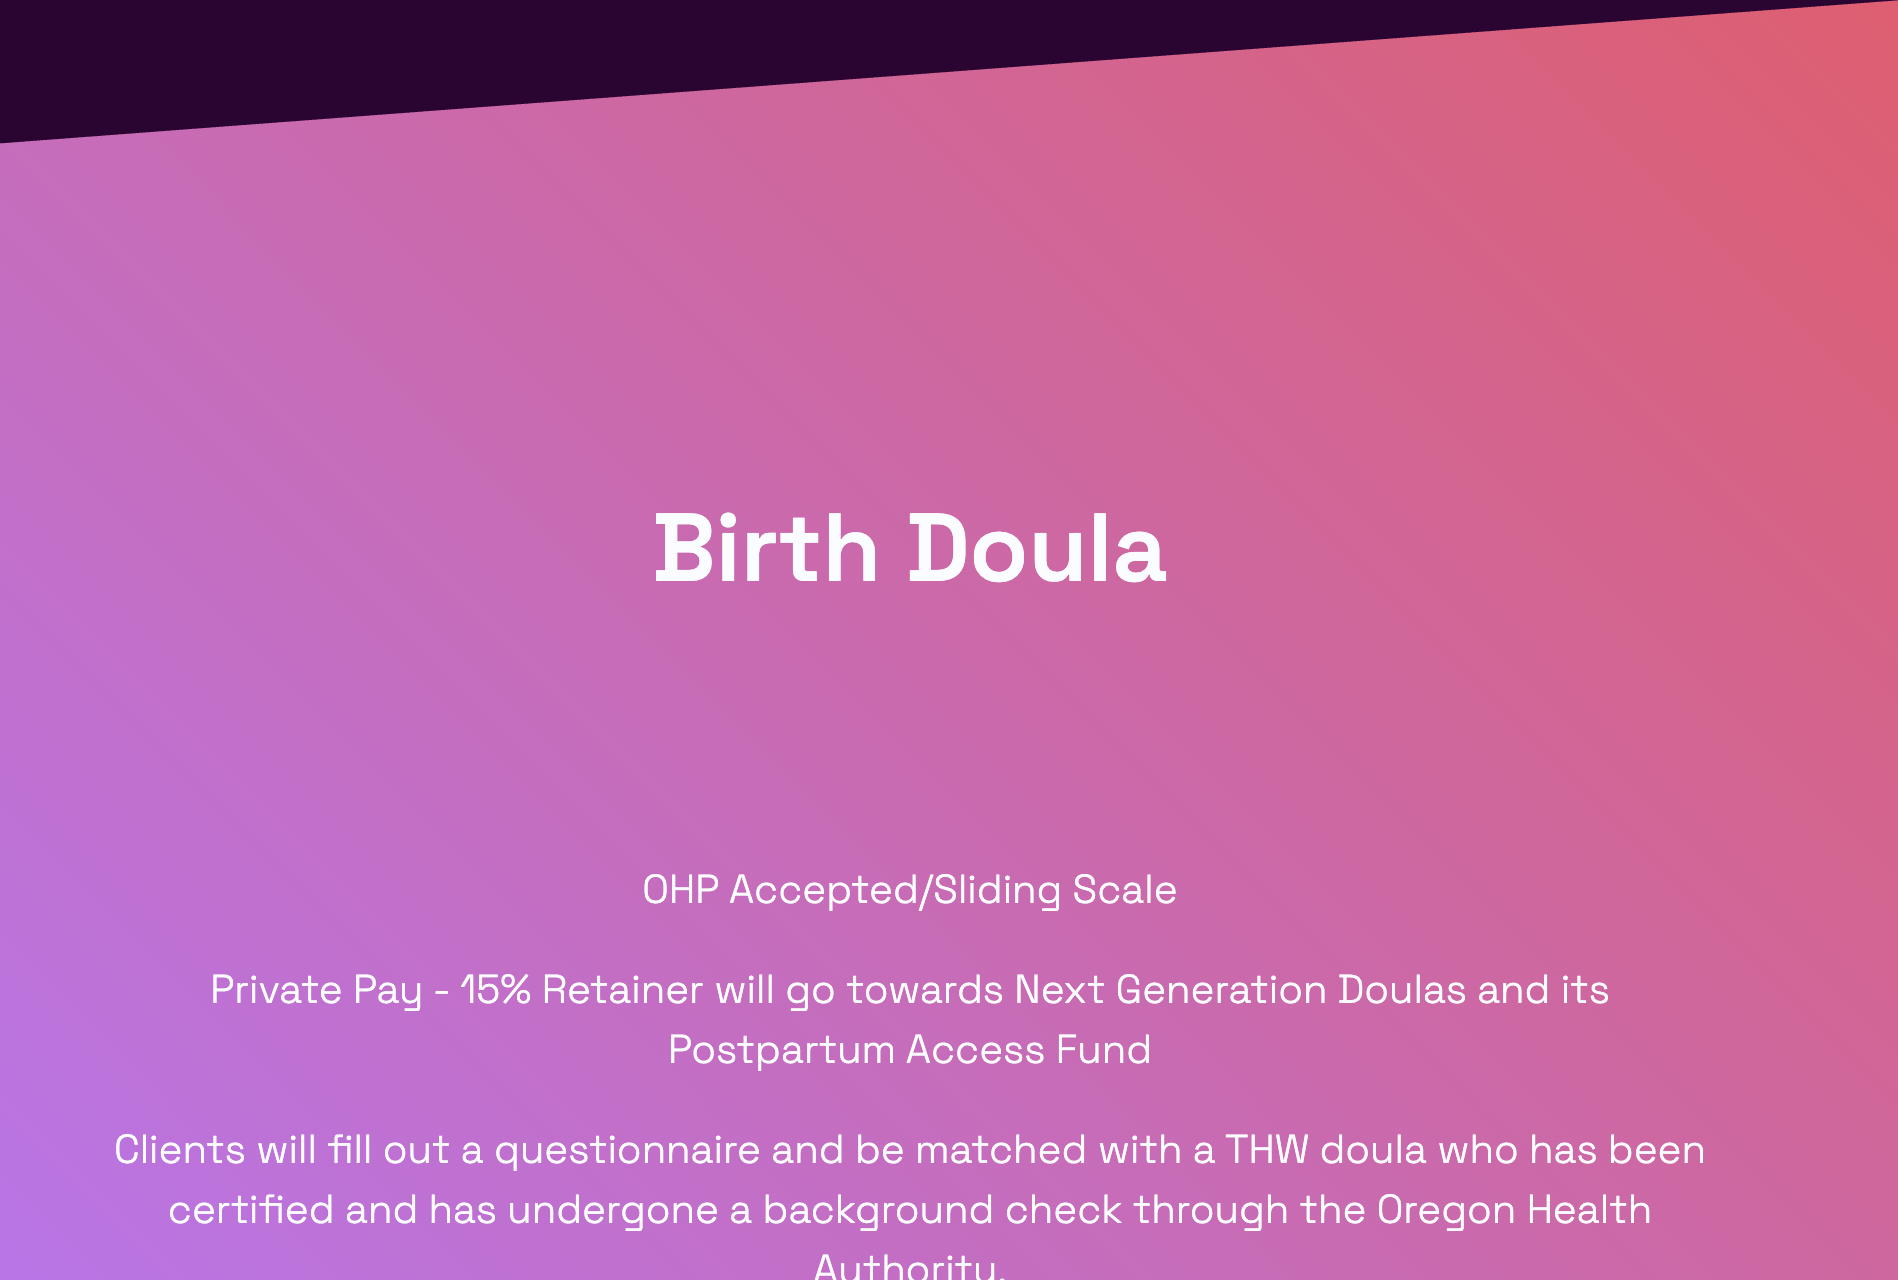 Birth Doula
OHP Accepted/Sliding Scale
Private Pay - 15% Retainer will go towards Next Generation Doulas and its
Postpartum Access Fund
Clients will fill out a questionnaire and be matched with a THW doula who has been
certified and has undergone a background check through the Oregon Health
Authority.